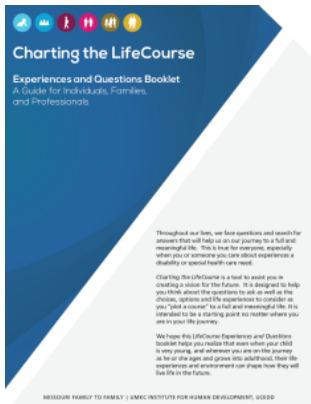 Charting the LifeCourse
Experiences and Questions Booklet
A Guide for Individuals, Families,
and Professionals
Throughout our lives, we face questions and search for
answers that will help us on our journey to a full and
meaningful life. This is true for everyone, especially
when you or someone you care about experiences a
disability or special health care need.
Charting the LifeCourse is a tool to assist you in
creating a vision for the future. It is designed to help
you think about the questions to ask as well as the
choices, options and life experiences to consider as
you "plot a course" to a full and meaningful life. It is
intended to be a starting point no matter where you
are in your life journey.
We hope this LifeCourse Experiences and Questions
booklet helps you realize that even when your child
is very young, and wherever you are on the journey
as he or she ages and grows into adulthood, their life
experiences and environment can shape how they will
live life in the future.
MISSOURI FAMILY TO FAMILY | UMKC INSTITUTE FOR HUMAN DEVELOPMENT, UCEDD